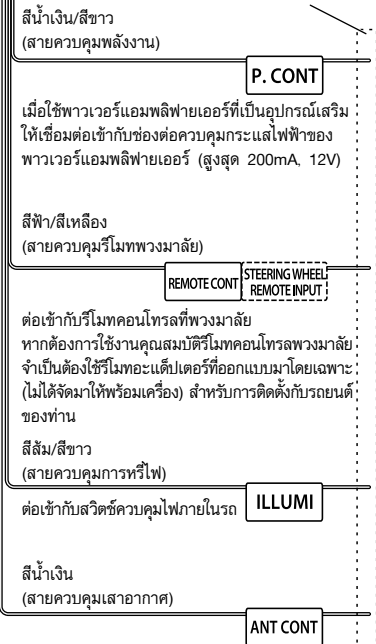 สีน้ำเงิน/สีขาว
(สายควบคุมพลังงาน)
P. CONT
เมื่อใช้พาวเวอร์แอมพลิฟายเออร์ที่เป็นอุปกรณ์เสริม
ให้เชื่อมต่อเข้ากับช่องต่อควบคุมกระแสไฟฟ้าของ
พาวเวอร์แอมพลิฟายเออร์ (สูงสุด 200mA, 12V)
สีฟ้า/สีเหลือง
(สายควบคุมรีโมทพวงมาลัย)
REMOTE CONT
STEERING WHEEL
REMOTE INPUT
ต่อเข้ากับรีโมทคอนโทรลที่พวงมาลัย
หากต้องการใช้งานคุณสมบัติรีโมทคอนโทรลพวงมาลัย
จำเป็นต้องใช้รีโมทอะแด็ปเตอร์ที่ออกแบบมาโดยเฉพาะ
(ไม่ได้จัดมาให้พร้อมเครื่อง) สำหรับการติดตั้งกับรถยนต์
ของท่าน
สีส้ม/สีขาว
(สายควบคุมการหรี่ไฟ)
ILLUMI
ต่อเข้ากับสวิตช์ควบคุมไฟภายในรถ
สีน้ำเงิน
(สายควบคุมเสาอากาศ)
ANT CONT